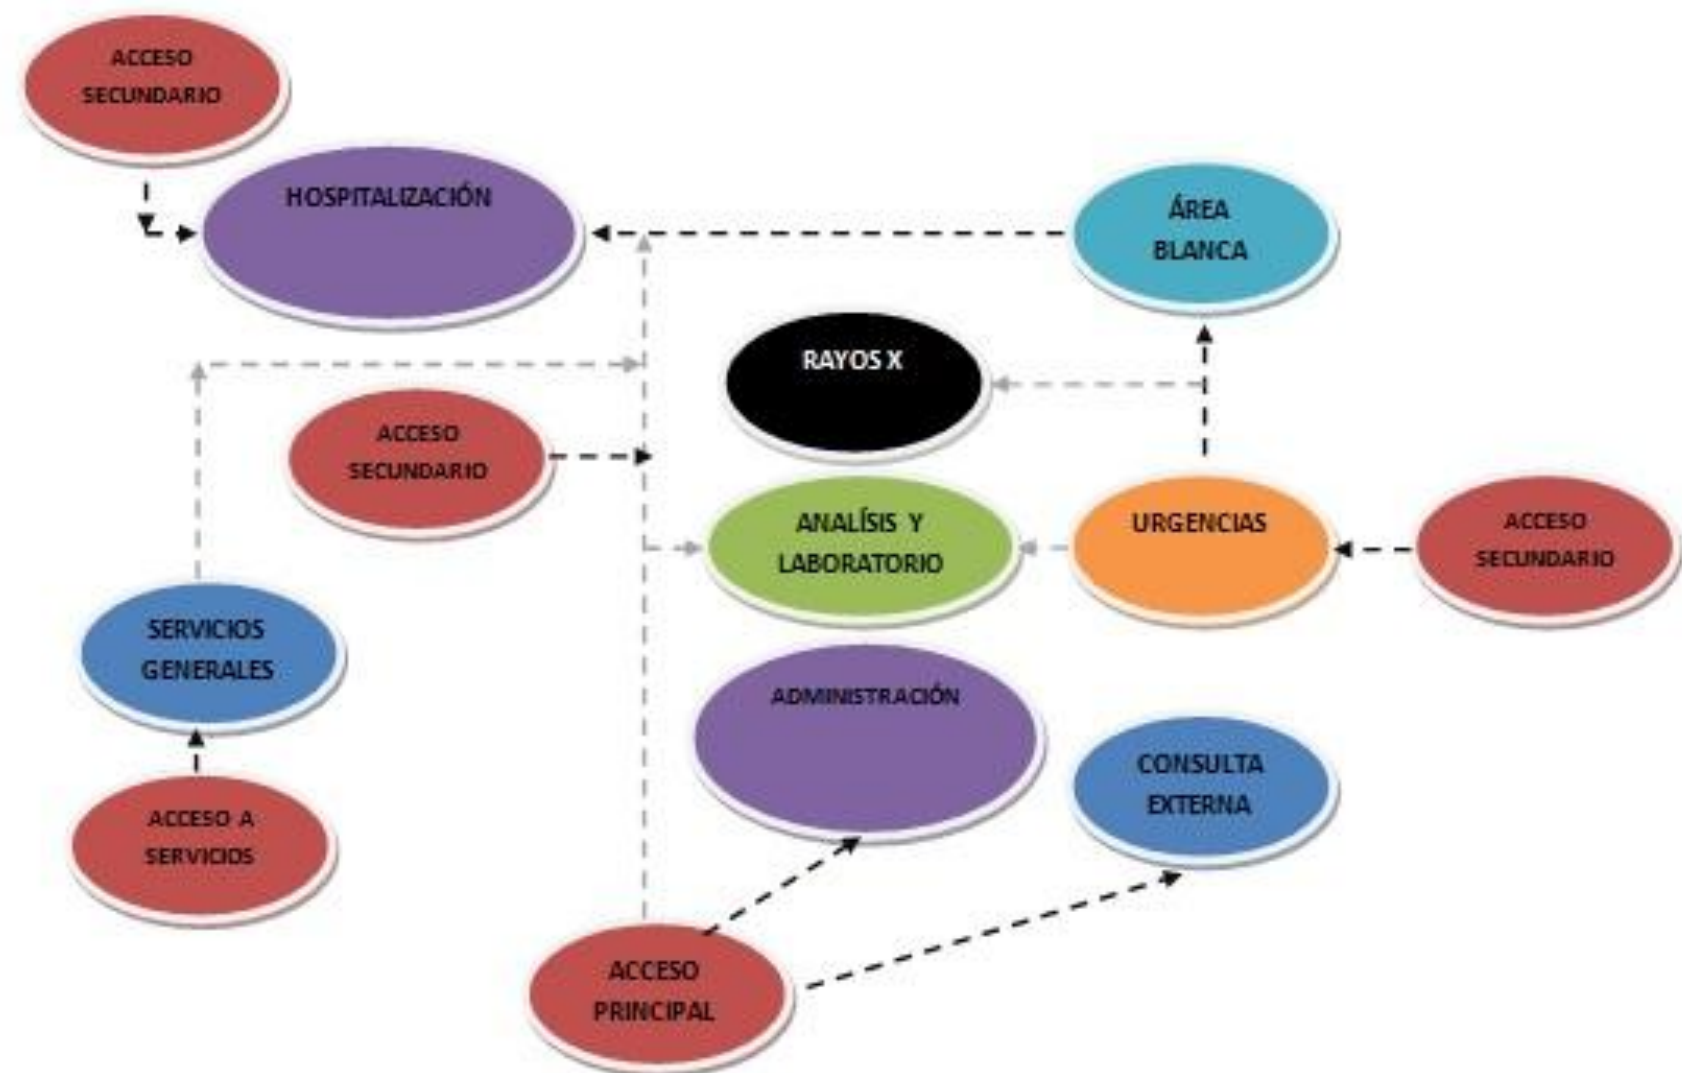 ACCESO
SECUNDARIO
HOSPITALIZACIÓN
ÁREA
BLANCA
RAYOS X
ACCESO
SECUNDARIO
ANALÍSIS Y
LABORATORIO
URGENCIAS
ACCESO
SECUNDARIO
SERVICIOS
GENERALES
ADMINISTRACIÓN
CONSULTA
EXTERNA
ACCESO A
SERVICIOS
ACCESO
PRINCIPAL